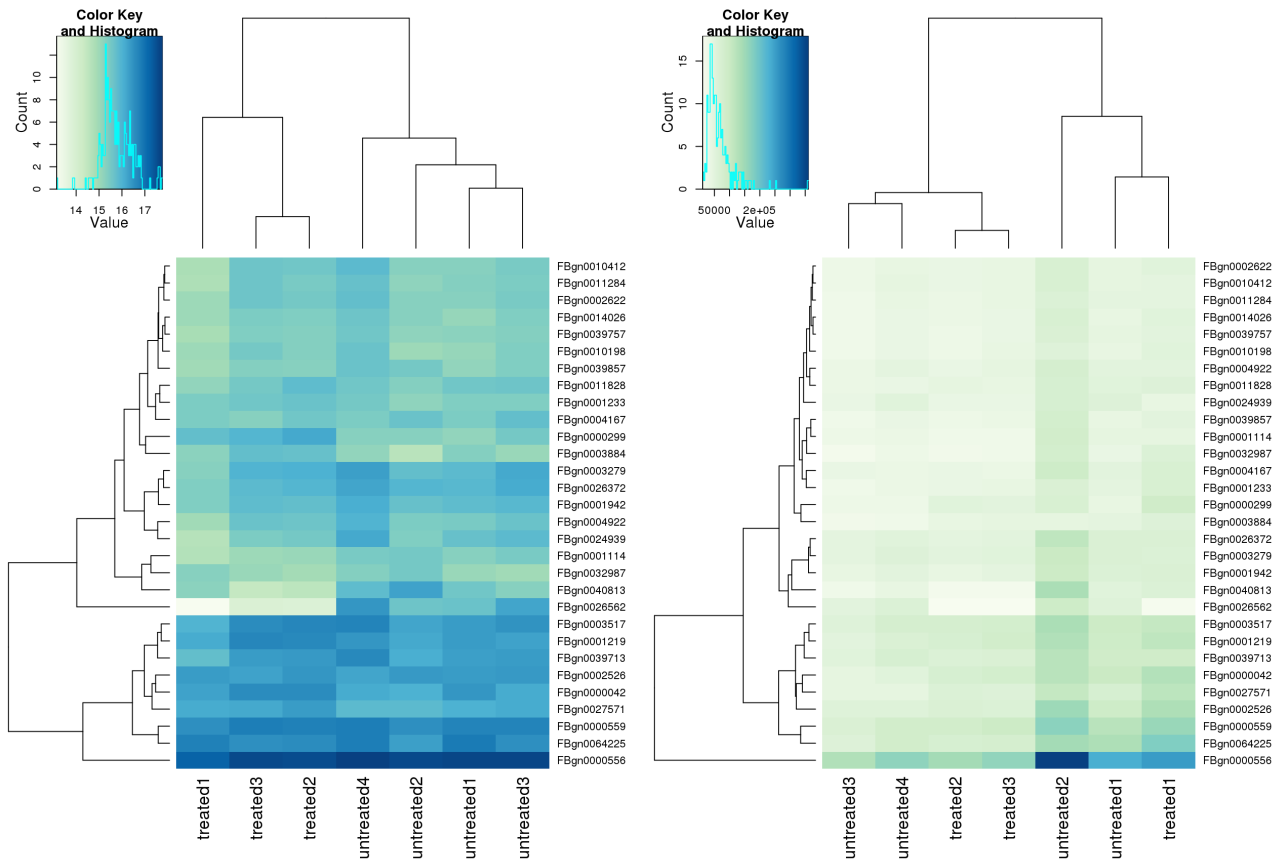 Color Key
and Histogram
Count
0
2
4
6
8
10
14 15 16 17
Value
FBgn0010412
FBgn0011284
FBgn0002622
FBgn0014026
FBgn0039757
FBgn0010198
FBgn0039857
FBgn0011828
FBgn0001233
FBgn0004167
FBgn0000299
FBgn0003884
FBgn0003279
FBgn0026372
FBgn0001942
FBgn0004922
FBgn0024939
FBgn0001114
FBgn0032987
FBgn0040813
FBgn0026562
FBgn0003517
FBgn0001219
FBgn0039713
FBgn0002526
FBgn0000042
FBgn0027571
FBgn0000559
FBgn0064225
FBgn0000556
treated1
treated3
treated2
untreated4
untreated2
untreated1
untreated3
Color Key
and Histogram
Count
0
5
10
15
50000 2e+05
Value
FBgn0002622
FBgn0010412
FBgn0011284
FBgn0014026
FBgn0039757
FBgn0010198
FBgn0004922
FBgn0011828
FBgn0024939
FBgn0039857
FBgn0001114
FBgn0032987
FBgn0004167
FBgn0001233
FBgn0000299
FBgn0003884
FBgn0026372
FBgn0003279
FBgn0001942
FBgn0040813
FBgn0026562
FBgn0003517
FBgn0001219
FBgn0039713
FBgn0000042
FBgn0027571
FBgn0002526
FBgn0000559
FBgn0064225
FBgn0000556
untreated3
untreated4
treated2
treated3
untreated2
untreated1
treated1